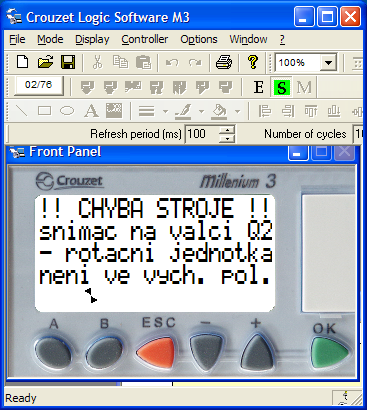 Crouzet Logic Software M3
File Mode Display Controller Options Window ?
100%
02/76 E S M
A
Refresh period (ms) 100 Number of cycles 10
Front Panel
Crouzet millenium 3
!! CHYBA STROJE !!
snimac na valci Q2
- rotacni jednotka
neni ve vych. pol.
A B ESC - + OK
Ready